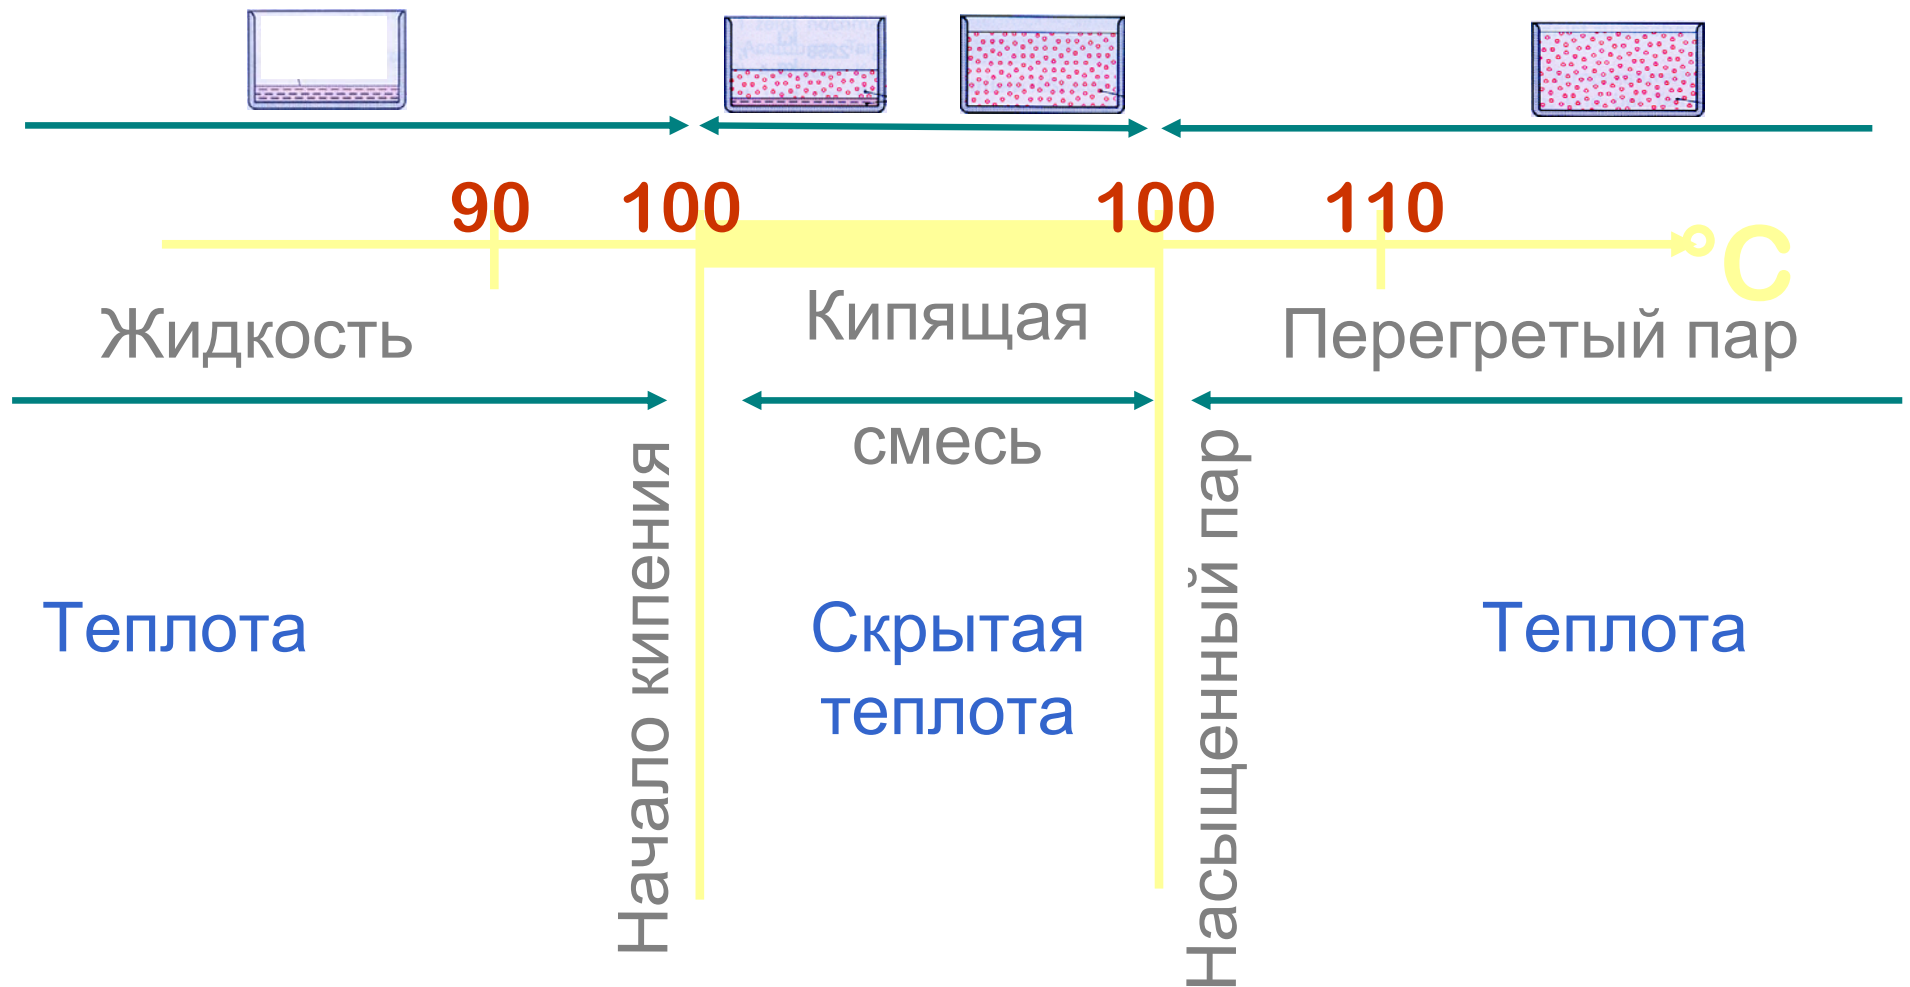 90 100 100 110
°C
Жидкость
Кипящая
смесь
Перегретый пар
Начало кипения
Насыщенный пар
Теплота
Скрытая
теплота
Теплота